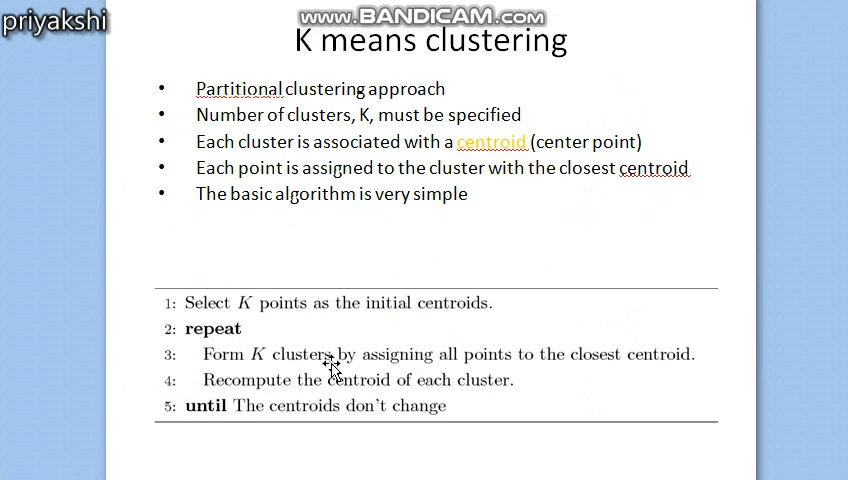 priyakshi
WWW.BANDICAM.COM
K means clustering
• Partitional clustering approach
• Number of clusters, K, must be specified
• Each cluster is associated with a centroid (center point)
• Each point is assigned to the cluster with the closest centroid
• The basic algorithm is very simple
1: Select K points as the initial centroids.
2: repeat
3: Form K clusters by assigning all points to the closest centroid.
4: Recompute the centroid of each cluster.
5: until The centroids don't change